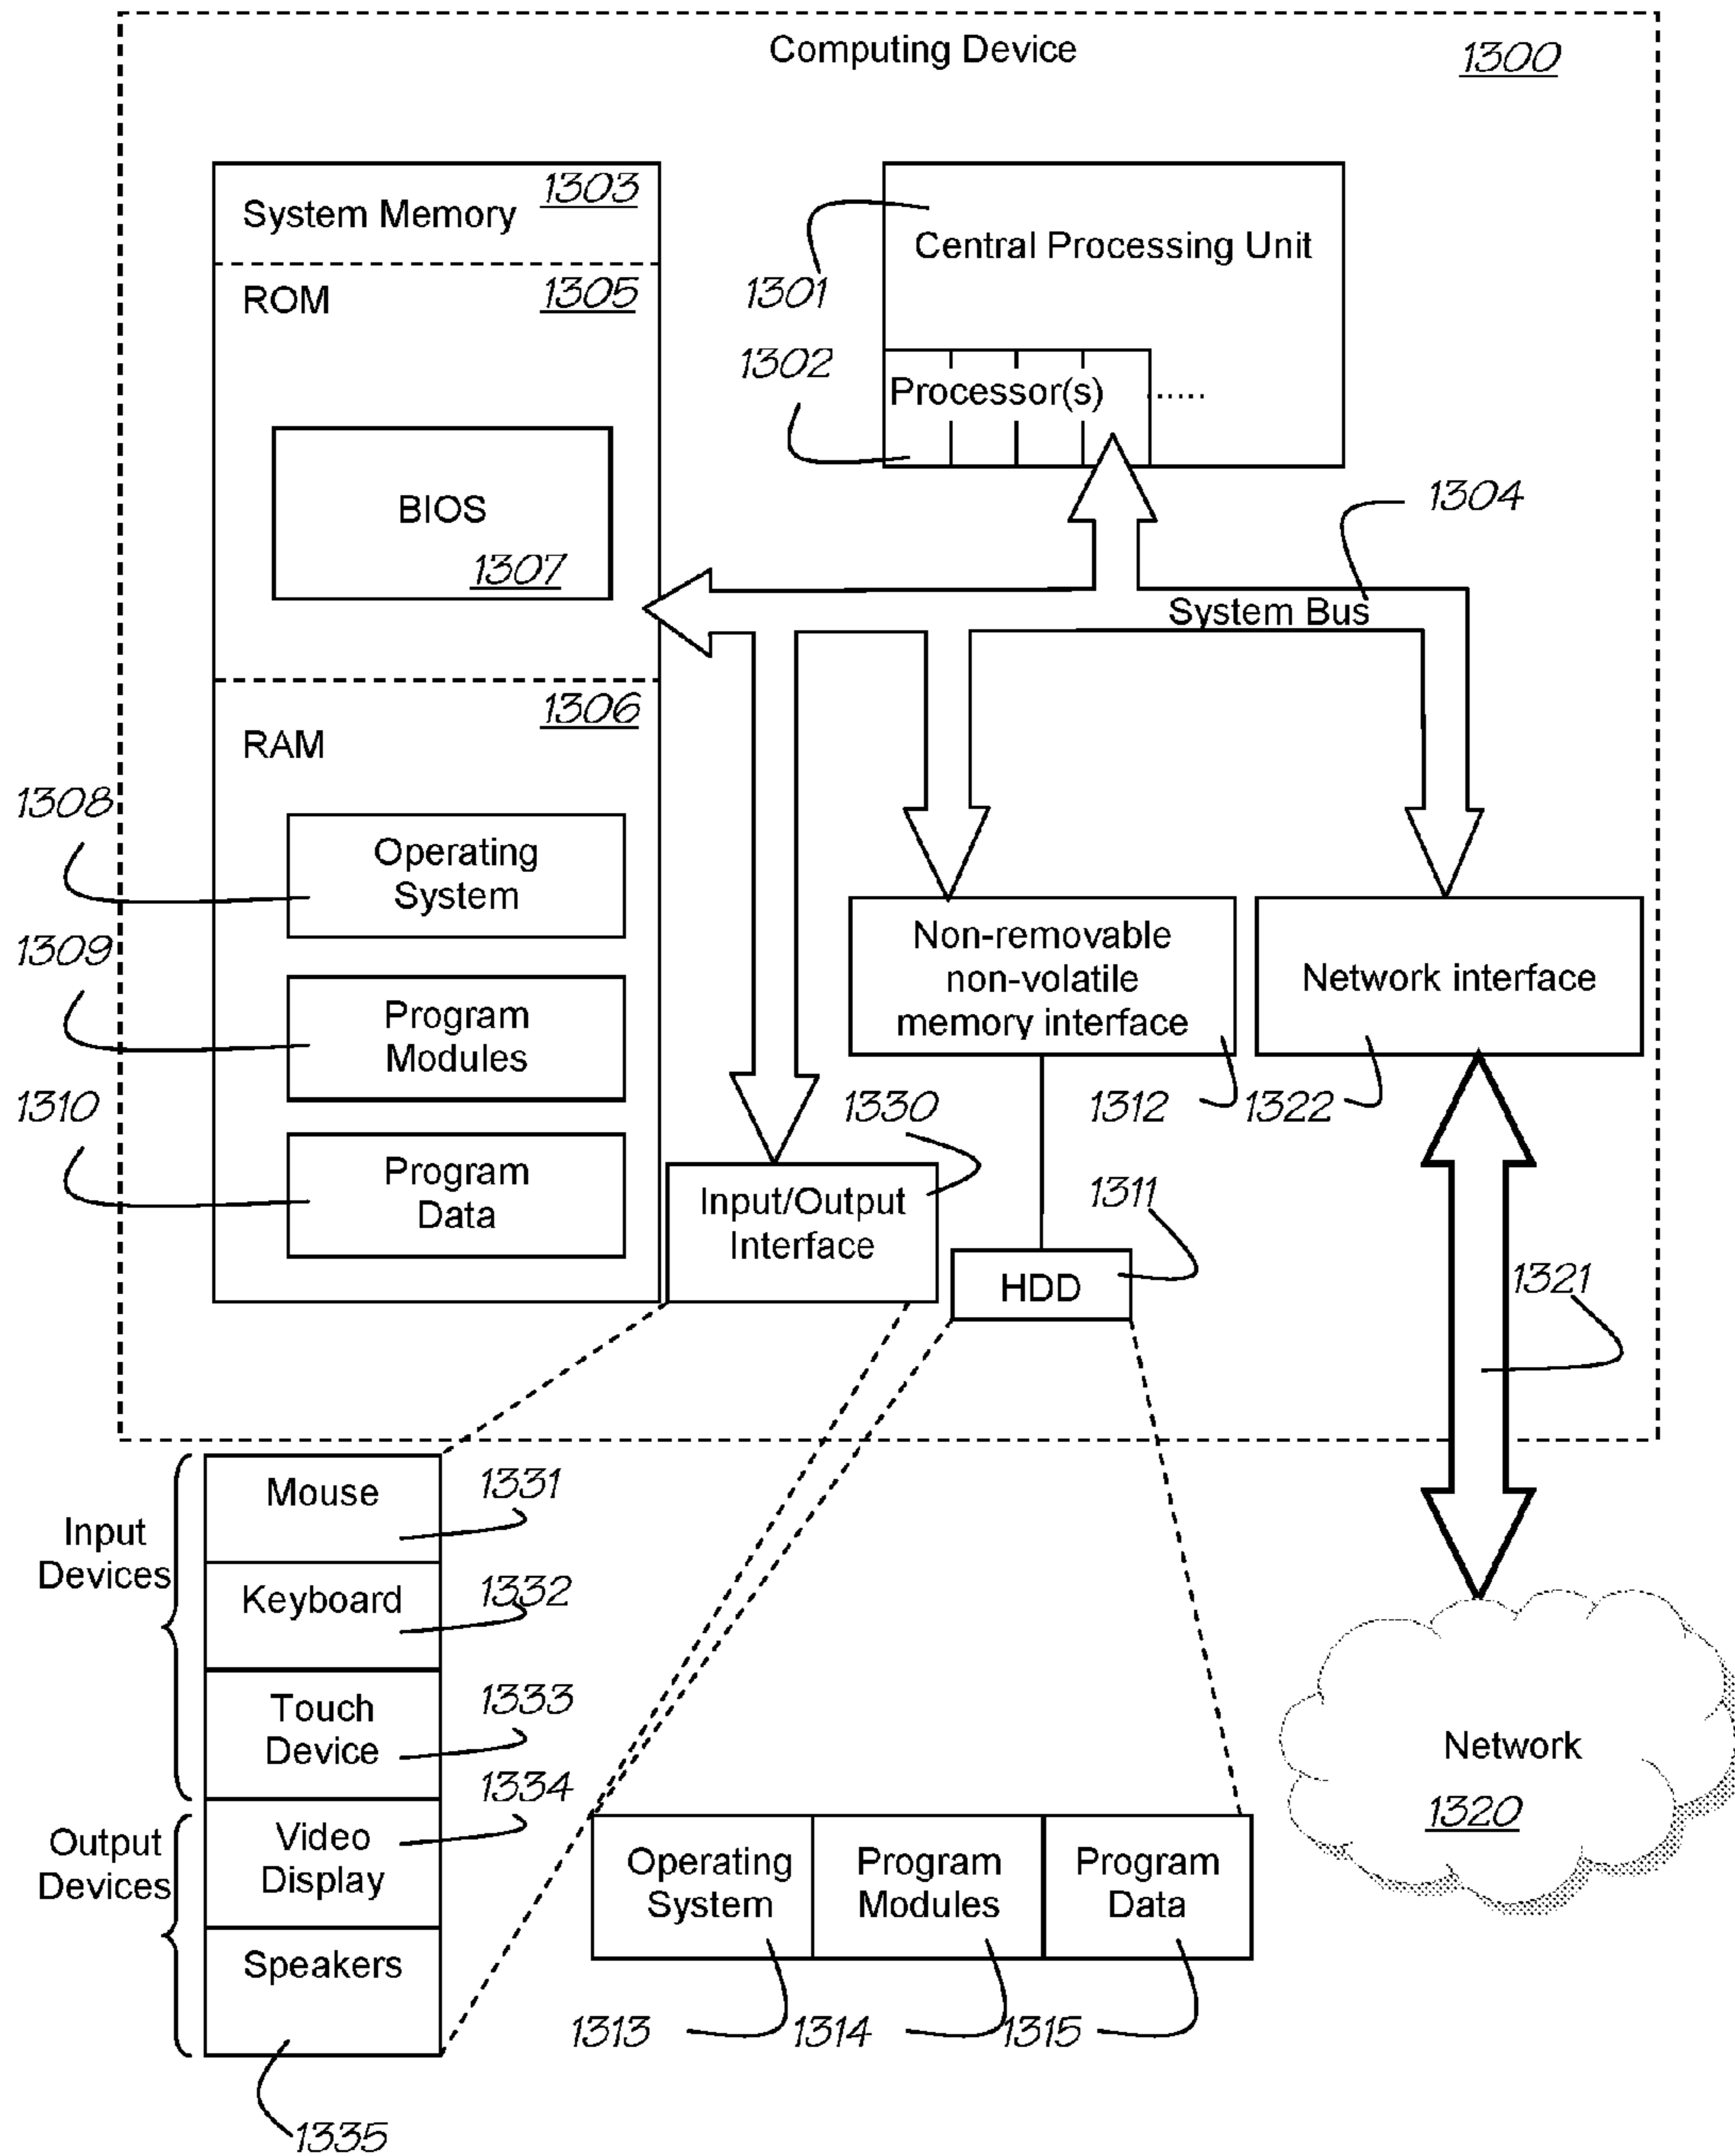 Computing Device
1300
System Memory
1303
ROM
1305
BIOS
1307
RAM
1306
1308
Operating
System
1309
Program
Modules
1310
Program
Data
Central Processing Unit
1301
1302
Processor(s)
......
1304
System Bus
Non-removable
non-volatile
memory interface
1312
Network interface
1322
1330
Input/Output
Interface
1311
HDD
1321
Input
Devices
Mouse
1331
Keyboard
1332
Touch
Device
1333
Output
Devices
Video
Display
1334
Speakers
1335
Operating
System
1313
Program
Modules
1314
Program
Data
1315
Network
1320